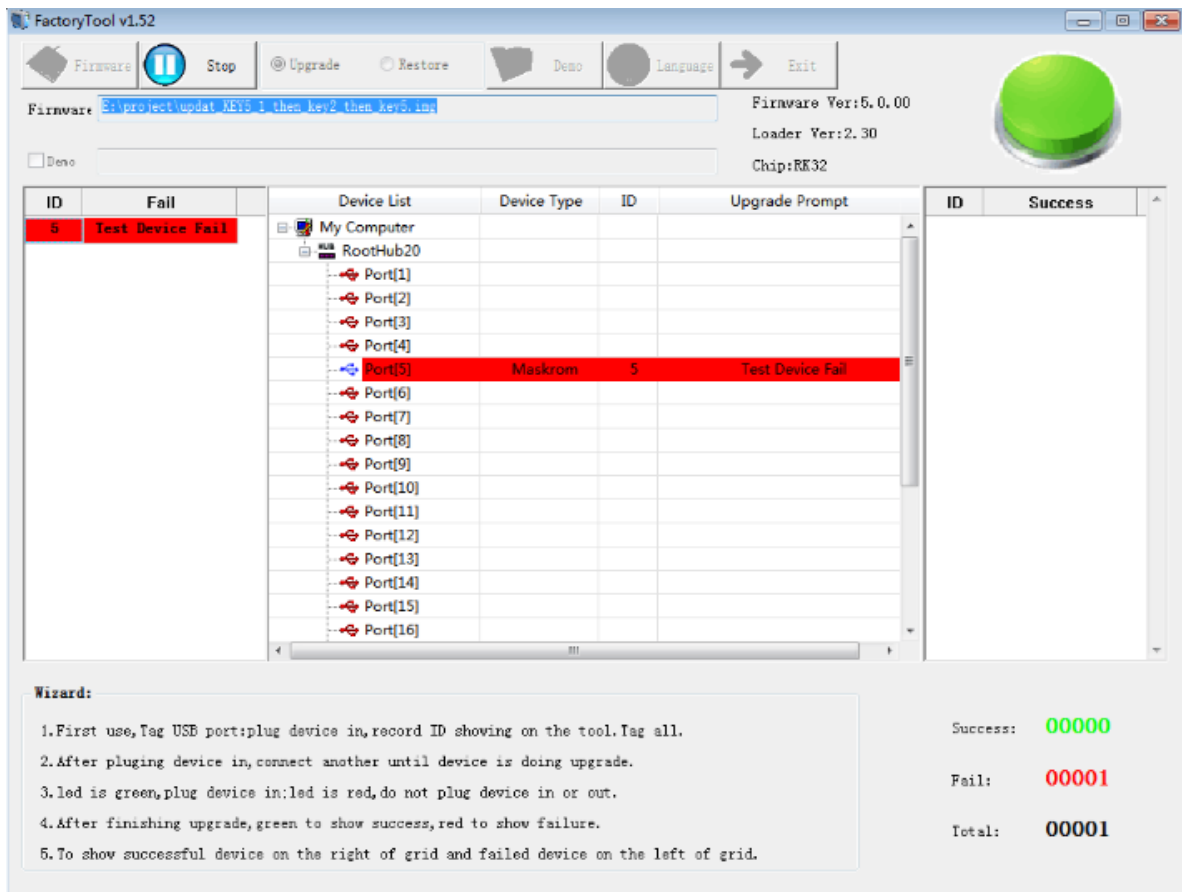 FactoryTool v1.52
Firmware Stop Upgrade Restore Demo Language Exit
Firmware E:\project\updat_KEY5_1_then_key2_then_key5.img
Firmware Ver:5.0.00
Loader Ver:2.30
Demo
Chip:RK32
ID Fail
5 Test Device Fail
Device List Device Type ID Upgrade Prompt
My Computer
HUB
RootHub20
Port[1]
Port[2]
Port[3]
Port[4]
Port[5] Maskrom 5 Test Device Fail
Port[6]
Port[7]
Port[8]
Port[9]
Port[10]
Port[11]
Port[12]
Port[13]
Port[14]
Port[15]
Port[16]
ID Success
Wizard:
1.First use,Tag USB port:plug device in,record ID showing on the tool.Tag all.
2.After pluging device in,connect another until device is doing upgrade.
3.led is green,plug device in;led is red,do not plug device in or out.
4.After finishing upgrade,green to show success,red to show failure.
5.To show successful device on the right of grid and failed device on the left of grid.
Success: 00000
Fail: 00001
Total: 00001